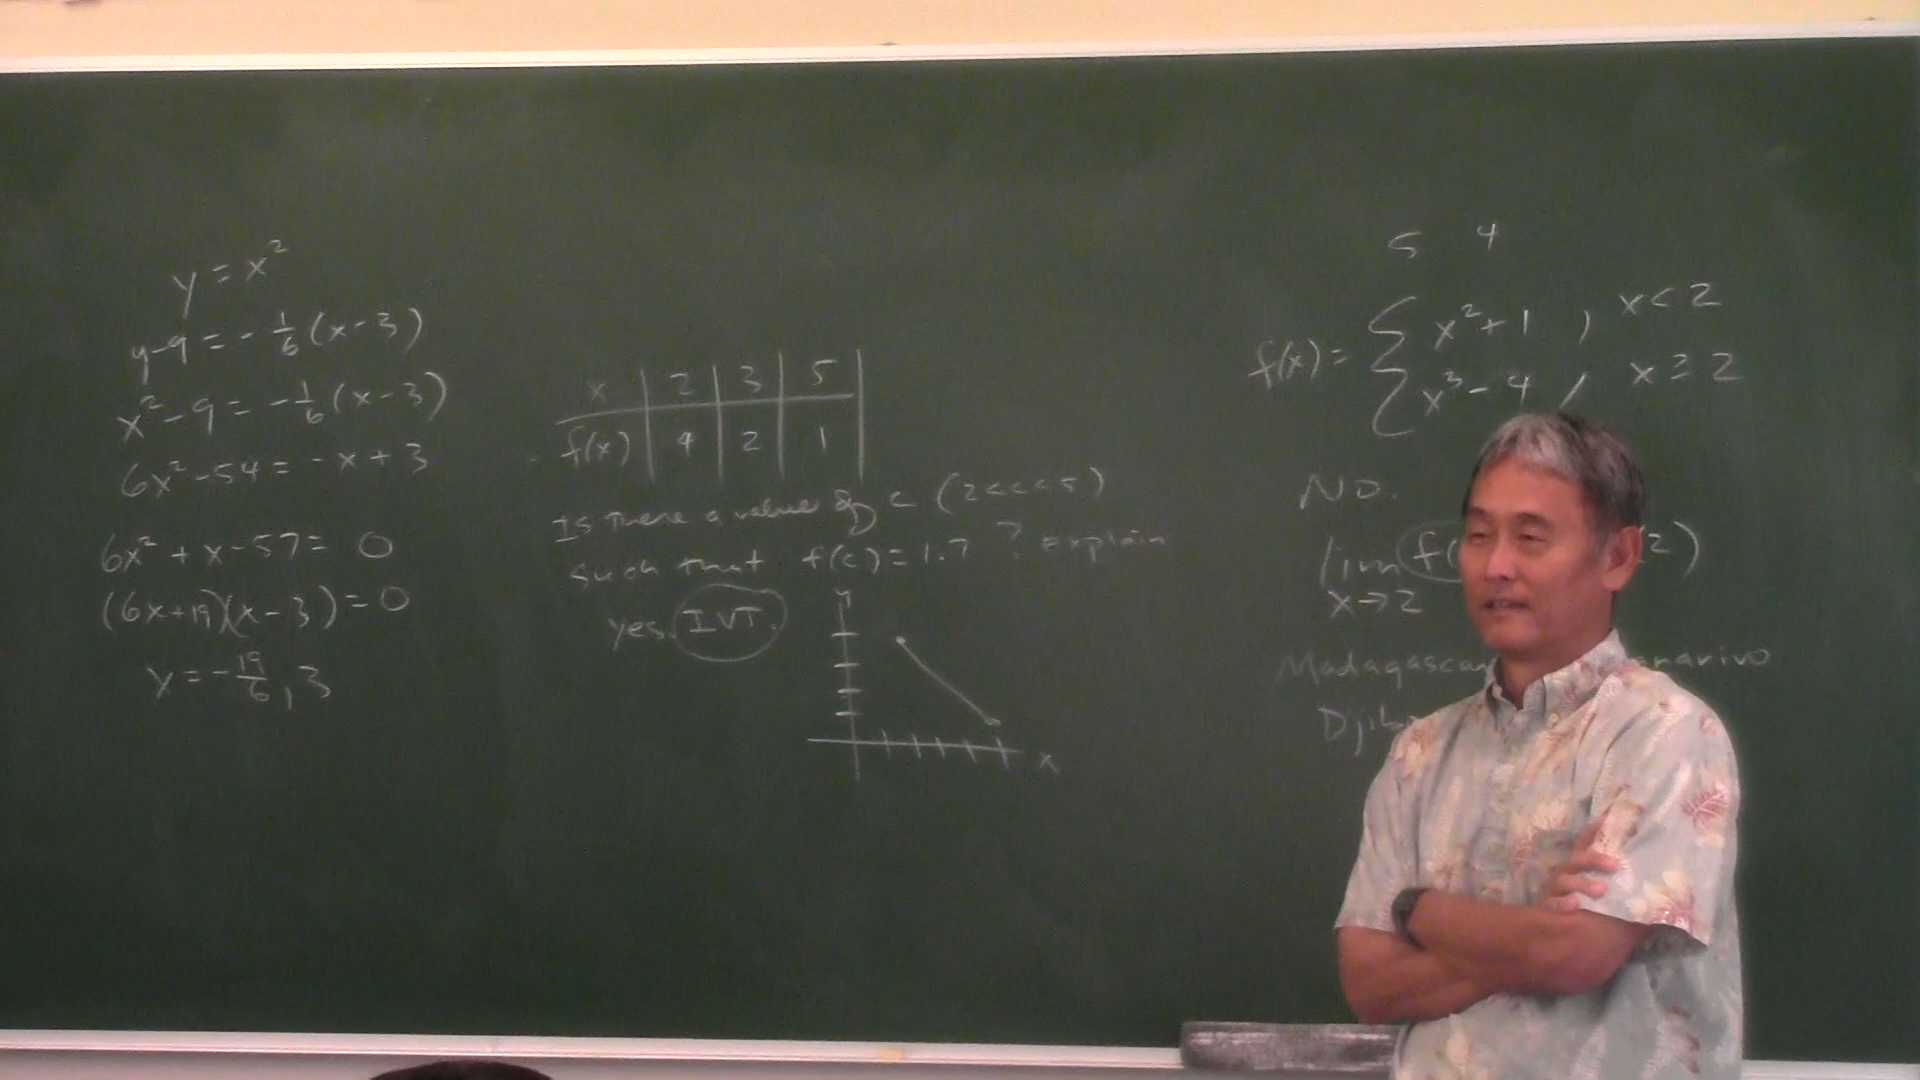 y = x²
y-9 = -1/6(x-3)
x²-9 = -1/6(x-3)
6x²-54 = -x+3
6x²+x-57 = 0
(6x+19)(x-3) = 0
x = -19/6, 3
x | 2 | 3 | 5
f(x) | 4 | 2 | 1
Is there a value of c (2<c<5)
such that f(c) = 1.7 ? Explain
yes. IVT.
y
x
5 4
f(x) = { x²+1 , x<2
x³-4 , x≥2
NO.
lim f( 2)
x→2
Madagascar